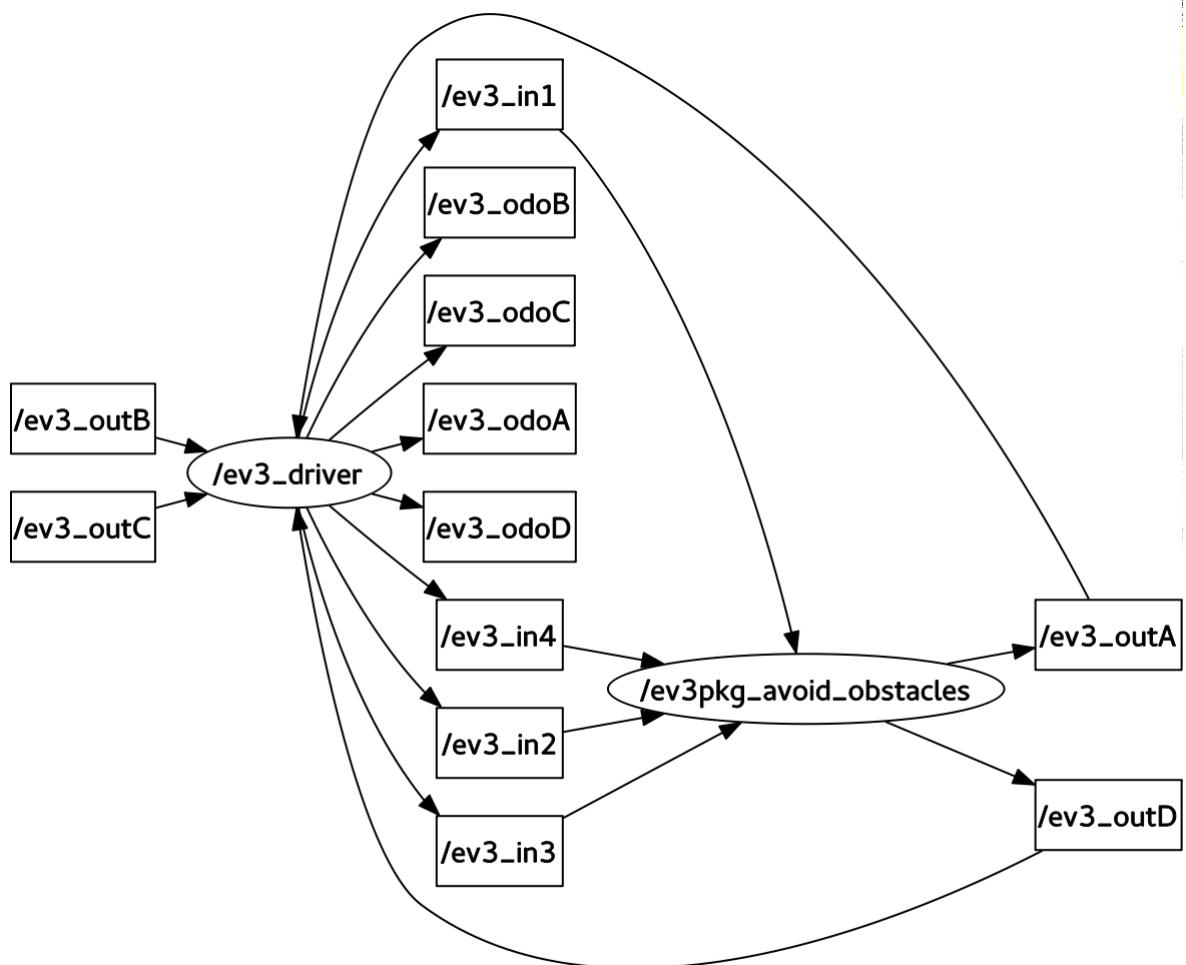 /ev3_in1
/ev3_odoB
/ev3_odoC
/ev3_outB
/ev3_odoA
/ev3_driver
/ev3_outC
/ev3_odoD
/ev3_in4
/ev3_outA
/ev3pkg_avoid_obstacles
/ev3_in2
/ev3_outD
/ev3_in3